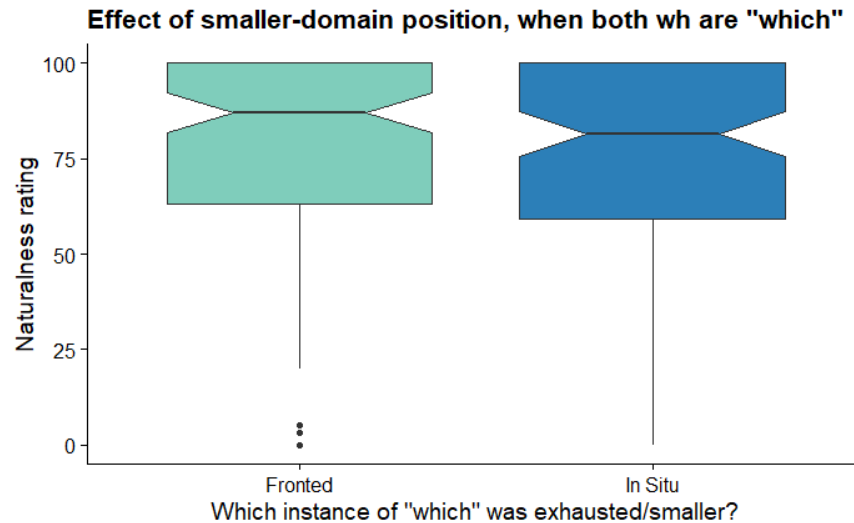 Effect of smaller-domain position, when both wh are "which"
Naturalness rating
100
75
50
25
0
Fronted
In Situ
Which instance of "which" was exhausted/smaller?